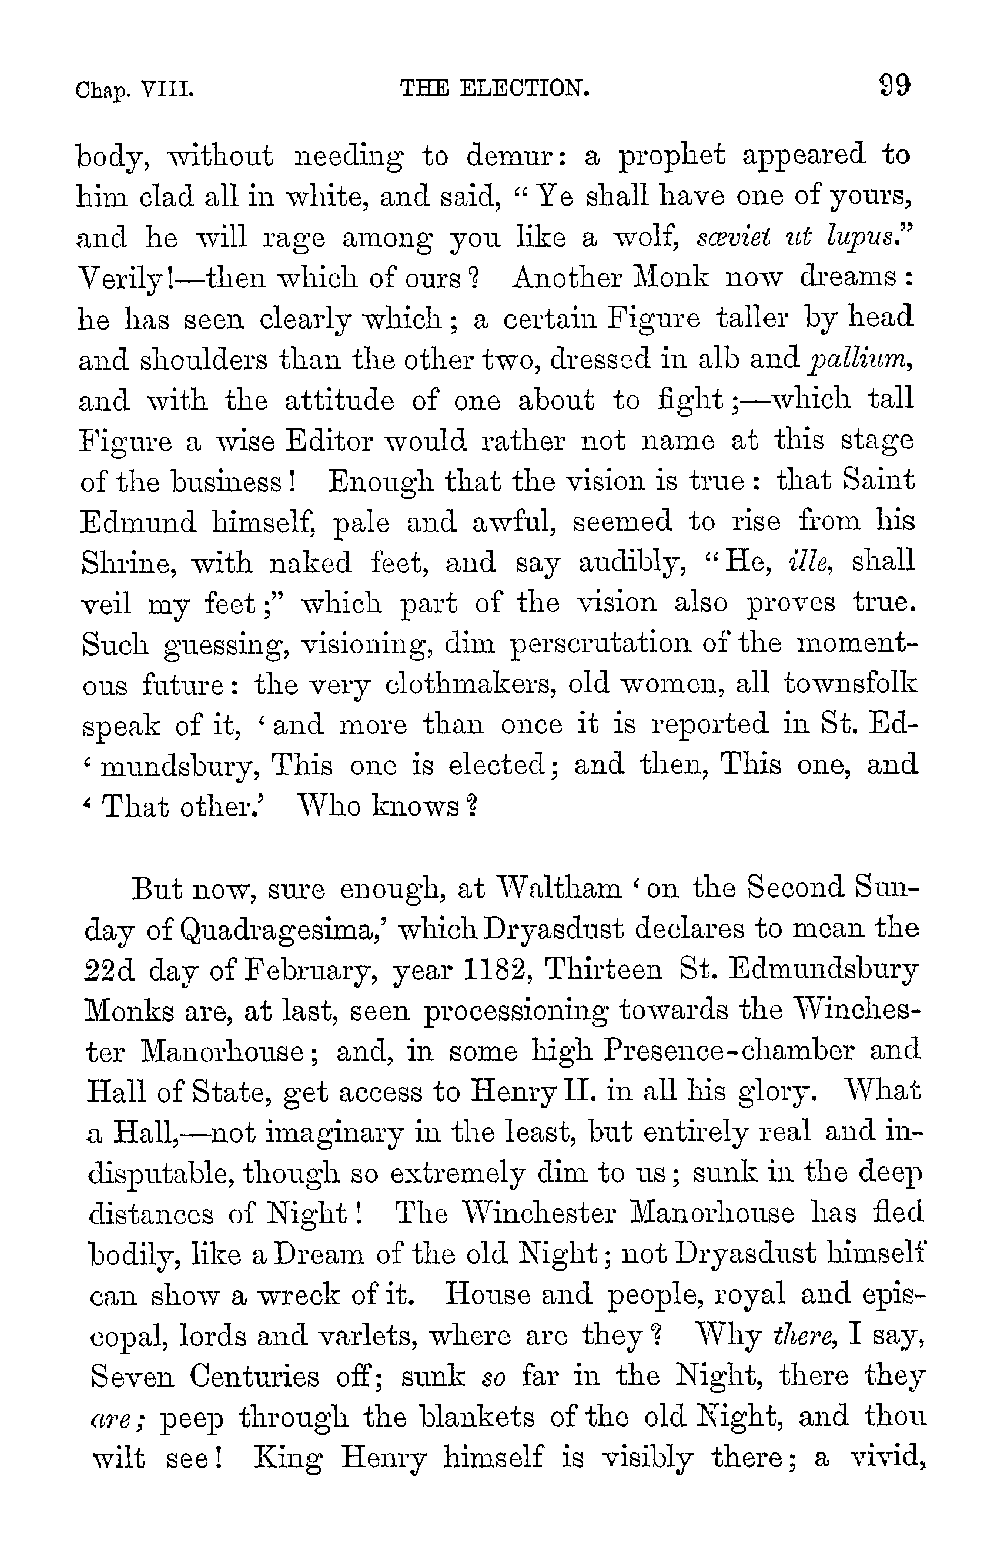 Chap. VIII. THE ELECTION. 99
body, without needing to demur: a prophet appeared to
him clad all in white, and said, “ Ye shall have one of yours,
and he will rage among you like a wolf, sæviet ut lupus.”
Verily!—then which of ours? Another Monk now dreams:
he has seen clearly which; a certain Figure taller by head
and shoulders than the other two, dressed in alb and pallium,
and with the attitude of one about to fight;—which tall
Figure a wise Editor would rather not name at this stage
of the business! Enough that the vision is true: that Saint
Edmund himself, pale and awful, seemed to rise from his
Shrine, with naked feet, and say audibly, “ He, ille, shall
veil my feet;” which part of the vision also proves true.
Such guessing, visioning, dim perscrutation of the moment-
ous future: the very clothmakers, old women, all townsfolk
speak of it, ‘ and more than once it is reported in St. Ed-
‘ mundsbury, This one is elected; and then, This one, and
‘ That other.’ Who knows?
But now, sure enough, at Waltham ‘ on the Second Sun-
day of Quadragesima,’ which Dryasdust declares to mean the
22d day of February, year 1182, Thirteen St. Edmundsbury
Monks are, at last, seen processioning towards the Winches-
ter Manorhouse; and, in some high Presence-chamber and
Hall of State, get access to Henry II. in all his glory. What
a Hall,—not imaginary in the least, but entirely real and in-
disputable, though so extremely dim to us; sunk in the deep
distances of Night! The Winchester Manorhouse has fled
bodily, like a Dream of the old Night; not Dryasdust himself
can show a wreck of it. House and people, royal and epis-
copal, lords and varlets, where are they? Why there, I say,
Seven Centuries off; sunk so far in the Night, there they
are; peep through the blankets of the old Night, and thou
wilt see! King Henry himself is visibly there; a vivid,